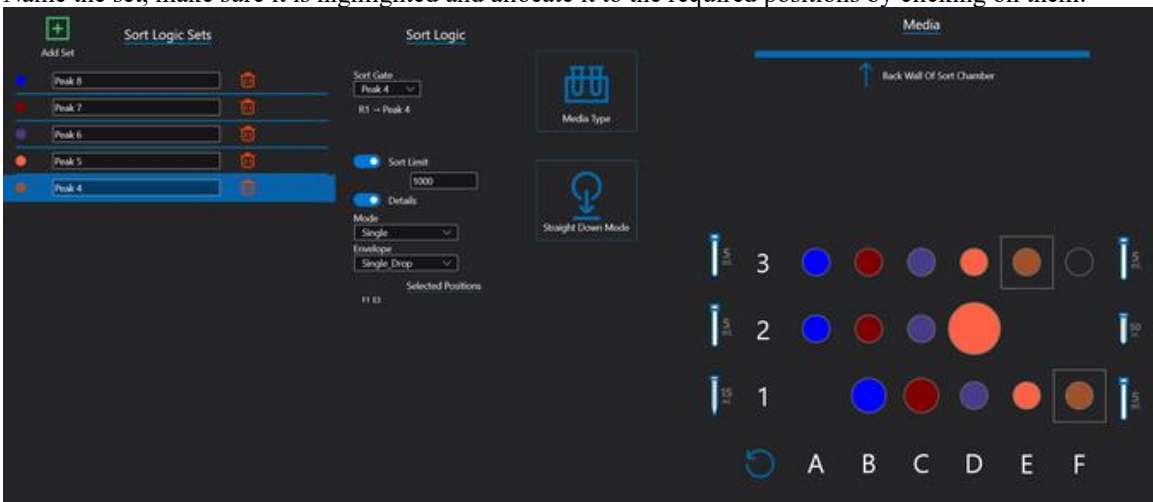 Name the set, make sure it is highlighted and allocate it to the required positions by clicking on them.
Add Set
Sort Logic Sets
Peak 8
Peak 7
Peak 6
Peak 5
Peak 4
Sort Logic
Sort Gate
Peak 4
R1 → Peak 4
Sort Limit
1000
Details
Mode
Single
Envelope
Single_Drop
Selected Positions
F1 E3
Media Type
Straight Down Mode
Media
Back Wall Of Sort Chamber
3
2
1
A B C D E F